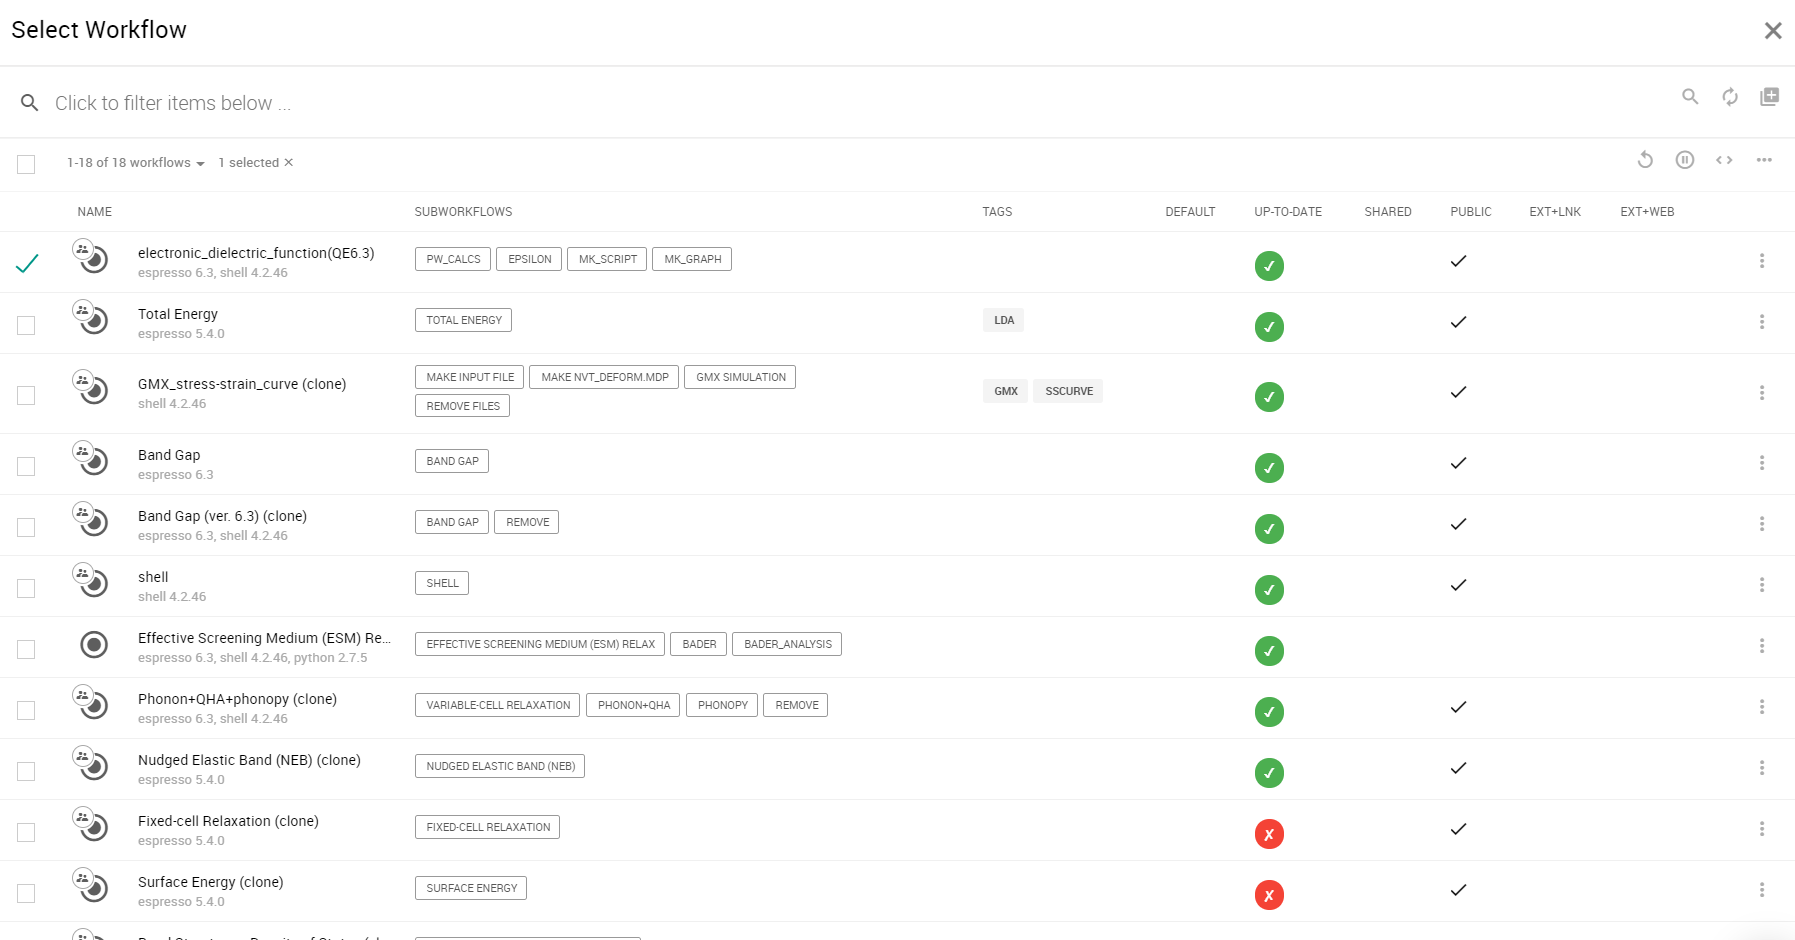 Select Workflow
Click to filter items below ...
1-18 of 18 workflows 1 selected ×
NAME SUBWORKFLOWS TAGS DEFAULT UP-TO-DATE SHARED PUBLIC EXT+LNK EXT+WEB
electronic_dielectric_function(QE6.3) PW_CALCS EPSILON MK_SCRIPT MK_GRAPH
espresso 6.3, shell 4.2.46
Total Energy TOTAL ENERGY LDA
espresso 5.4.0
GMX_stress-strain_curve (clone) MAKE INPUT FILE MAKE NVT_DEFORM.MDP GMX SIMULATION GMX SSCURVE
shell 4.2.46 REMOVE FILES
Band Gap BAND GAP
espresso 6.3
Band Gap (ver. 6.3) (clone) BAND GAP REMOVE
espresso 6.3, shell 4.2.46
shell SHELL
shell 4.2.46
Effective Screening Medium (ESM) Re... EFFECTIVE SCREENING MEDIUM (ESM) RELAX BADER BADER_ANALYSIS
espresso 6.3, shell 4.2.46, python 2.7.5
Phonon+QHA+phonopy (clone) VARIABLE-CELL RELAXATION PHONON+QHA PHONOPY REMOVE
espresso 6.3, shell 4.2.46
Nudged Elastic Band (NEB) (clone) NUDGED ELASTIC BAND (NEB)
espresso 5.4.0
Fixed-cell Relaxation (clone) FIXED-CELL RELAXATION
espresso 5.4.0
Surface Energy (clone) SURFACE ENERGY
espresso 5.4.0